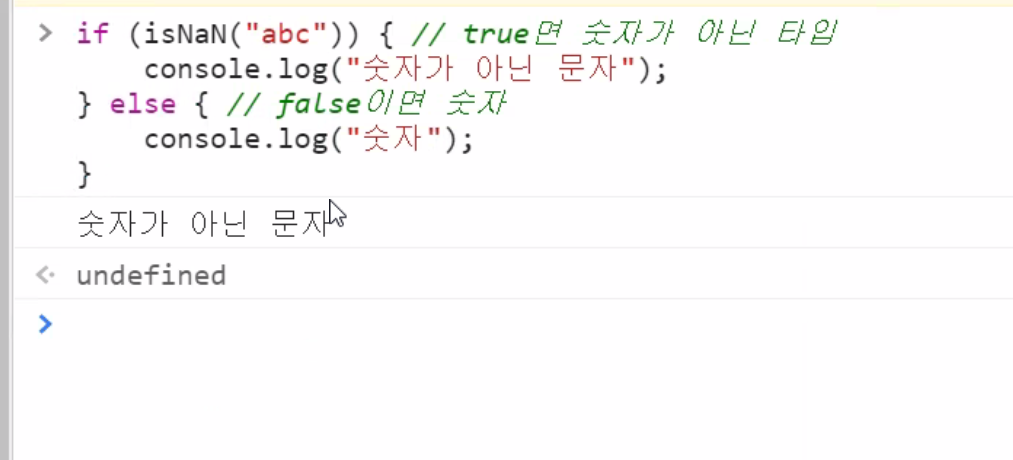 > if (isNaN("abc")) { // true면 숫자가 아닌 타입
console.log("숫자가 아닌 문자");
} else { // false이면 숫자
console.log("숫자");
}
숫자가 아닌 문자
undefined
>